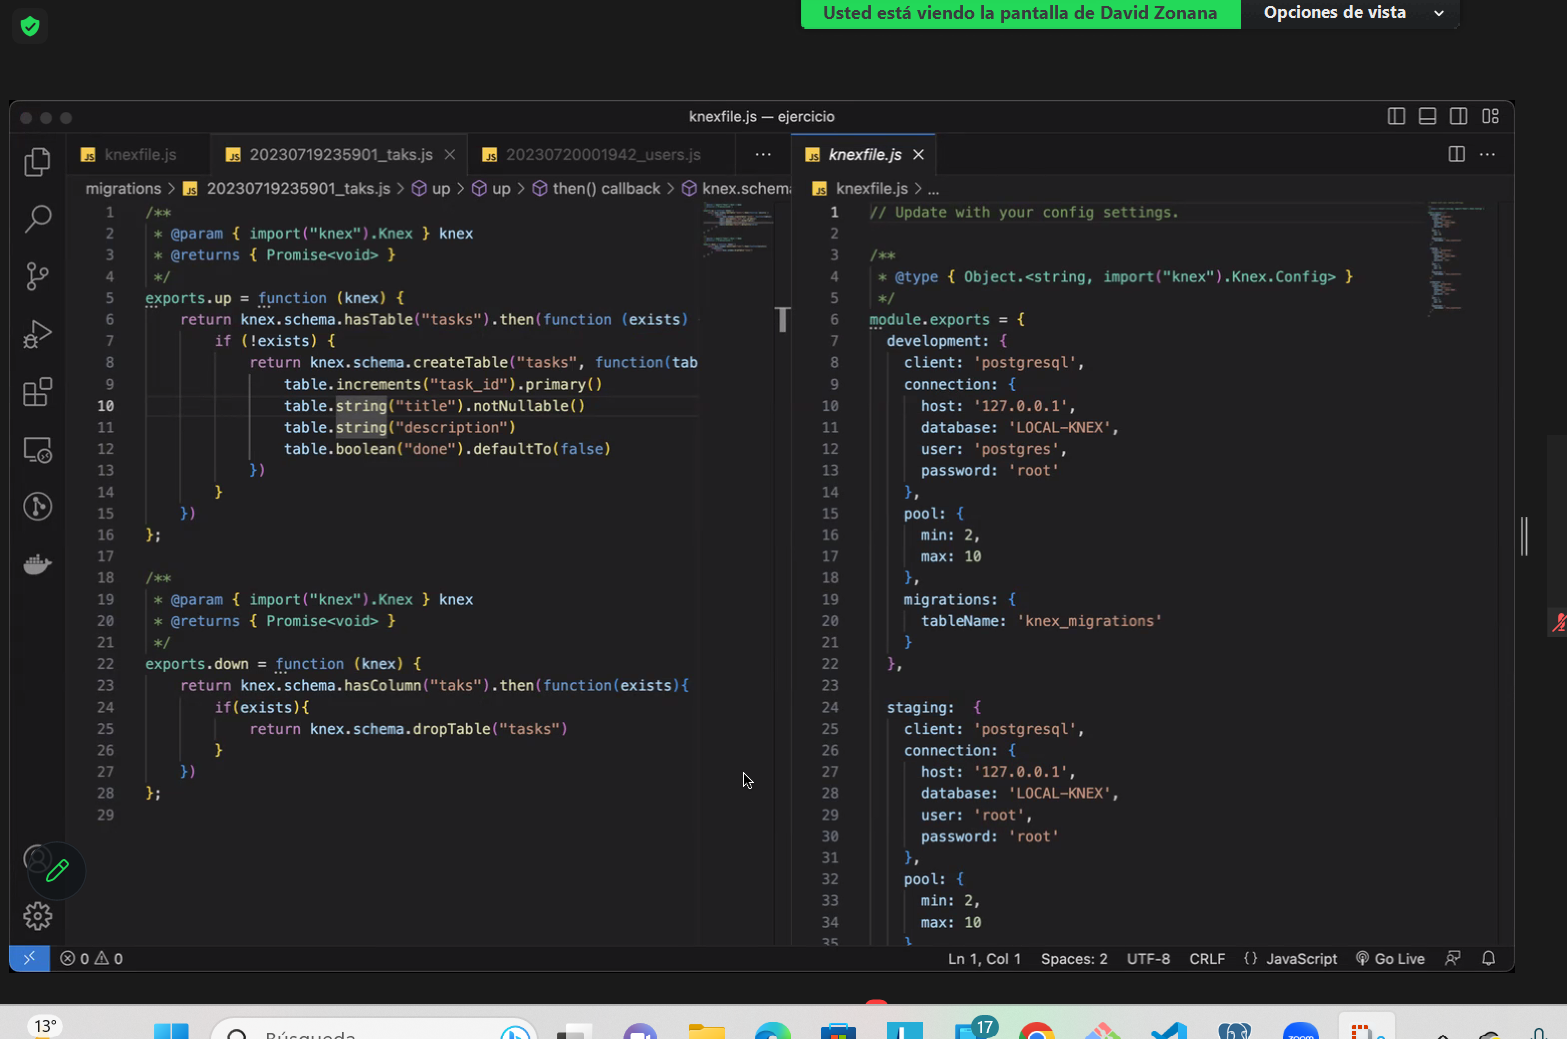 Usted está viendo la pantalla de David Zonana
Opciones de vista
knexfile.js — ejercicio
knexfile.js
20230719235901_taks.js
20230720001942_users.js
knexfile.js
migrations > 20230719235901_taks.js > up > up > then() callback > knex.schema
knexfile.js > ...
1 /**
2 * @param { import("knex").Knex } knex
3 * @returns { Promise<void> }
4 */
5 exports.up = function (knex) {
6 return knex.schema.hasTable("tasks").then(function (exists)
7 if (!exists) {
8 return knex.schema.createTable("tasks", function(tab
9 table.increments("task_id").primary()
10 table.string("title").notNullable()
11 table.string("description")
12 table.boolean("done").defaultTo(false)
13 })
14 }
15 })
16 };
17
18 /**
19 * @param { import("knex").Knex } knex
20 * @returns { Promise<void> }
21 */
22 exports.down = function (knex) {
23 return knex.schema.hasColumn("taks").then(function(exists){
24 if(exists){
25 return knex.schema.dropTable("tasks")
26 }
27 })
28 };
29
1 // Update with your config settings.
2
3 /**
4 * @type { Object.<string, import("knex").Knex.Config> }
5 */
6 module.exports = {
7 development: {
8 client: 'postgresql',
9 connection: {
10 host: '127.0.0.1',
11 database: 'LOCAL-KNEX',
12 user: 'postgres',
13 password: 'root'
14 },
15 pool: {
16 min: 2,
17 max: 10
18 },
19 migrations: {
20 tableName: 'knex_migrations'
21 }
22 },
23
24 staging: {
25 client: 'postgresql',
26 connection: {
27 host: '127.0.0.1',
28 database: 'LOCAL-KNEX',
29 user: 'root',
30 password: 'root'
31 },
32 pool: {
33 min: 2,
34 max: 10
35 }
0 0
Ln 1, Col 1 Spaces: 2 UTF-8 CRLF {} JavaScript Go Live
13°
Búsqueda
17
zoom